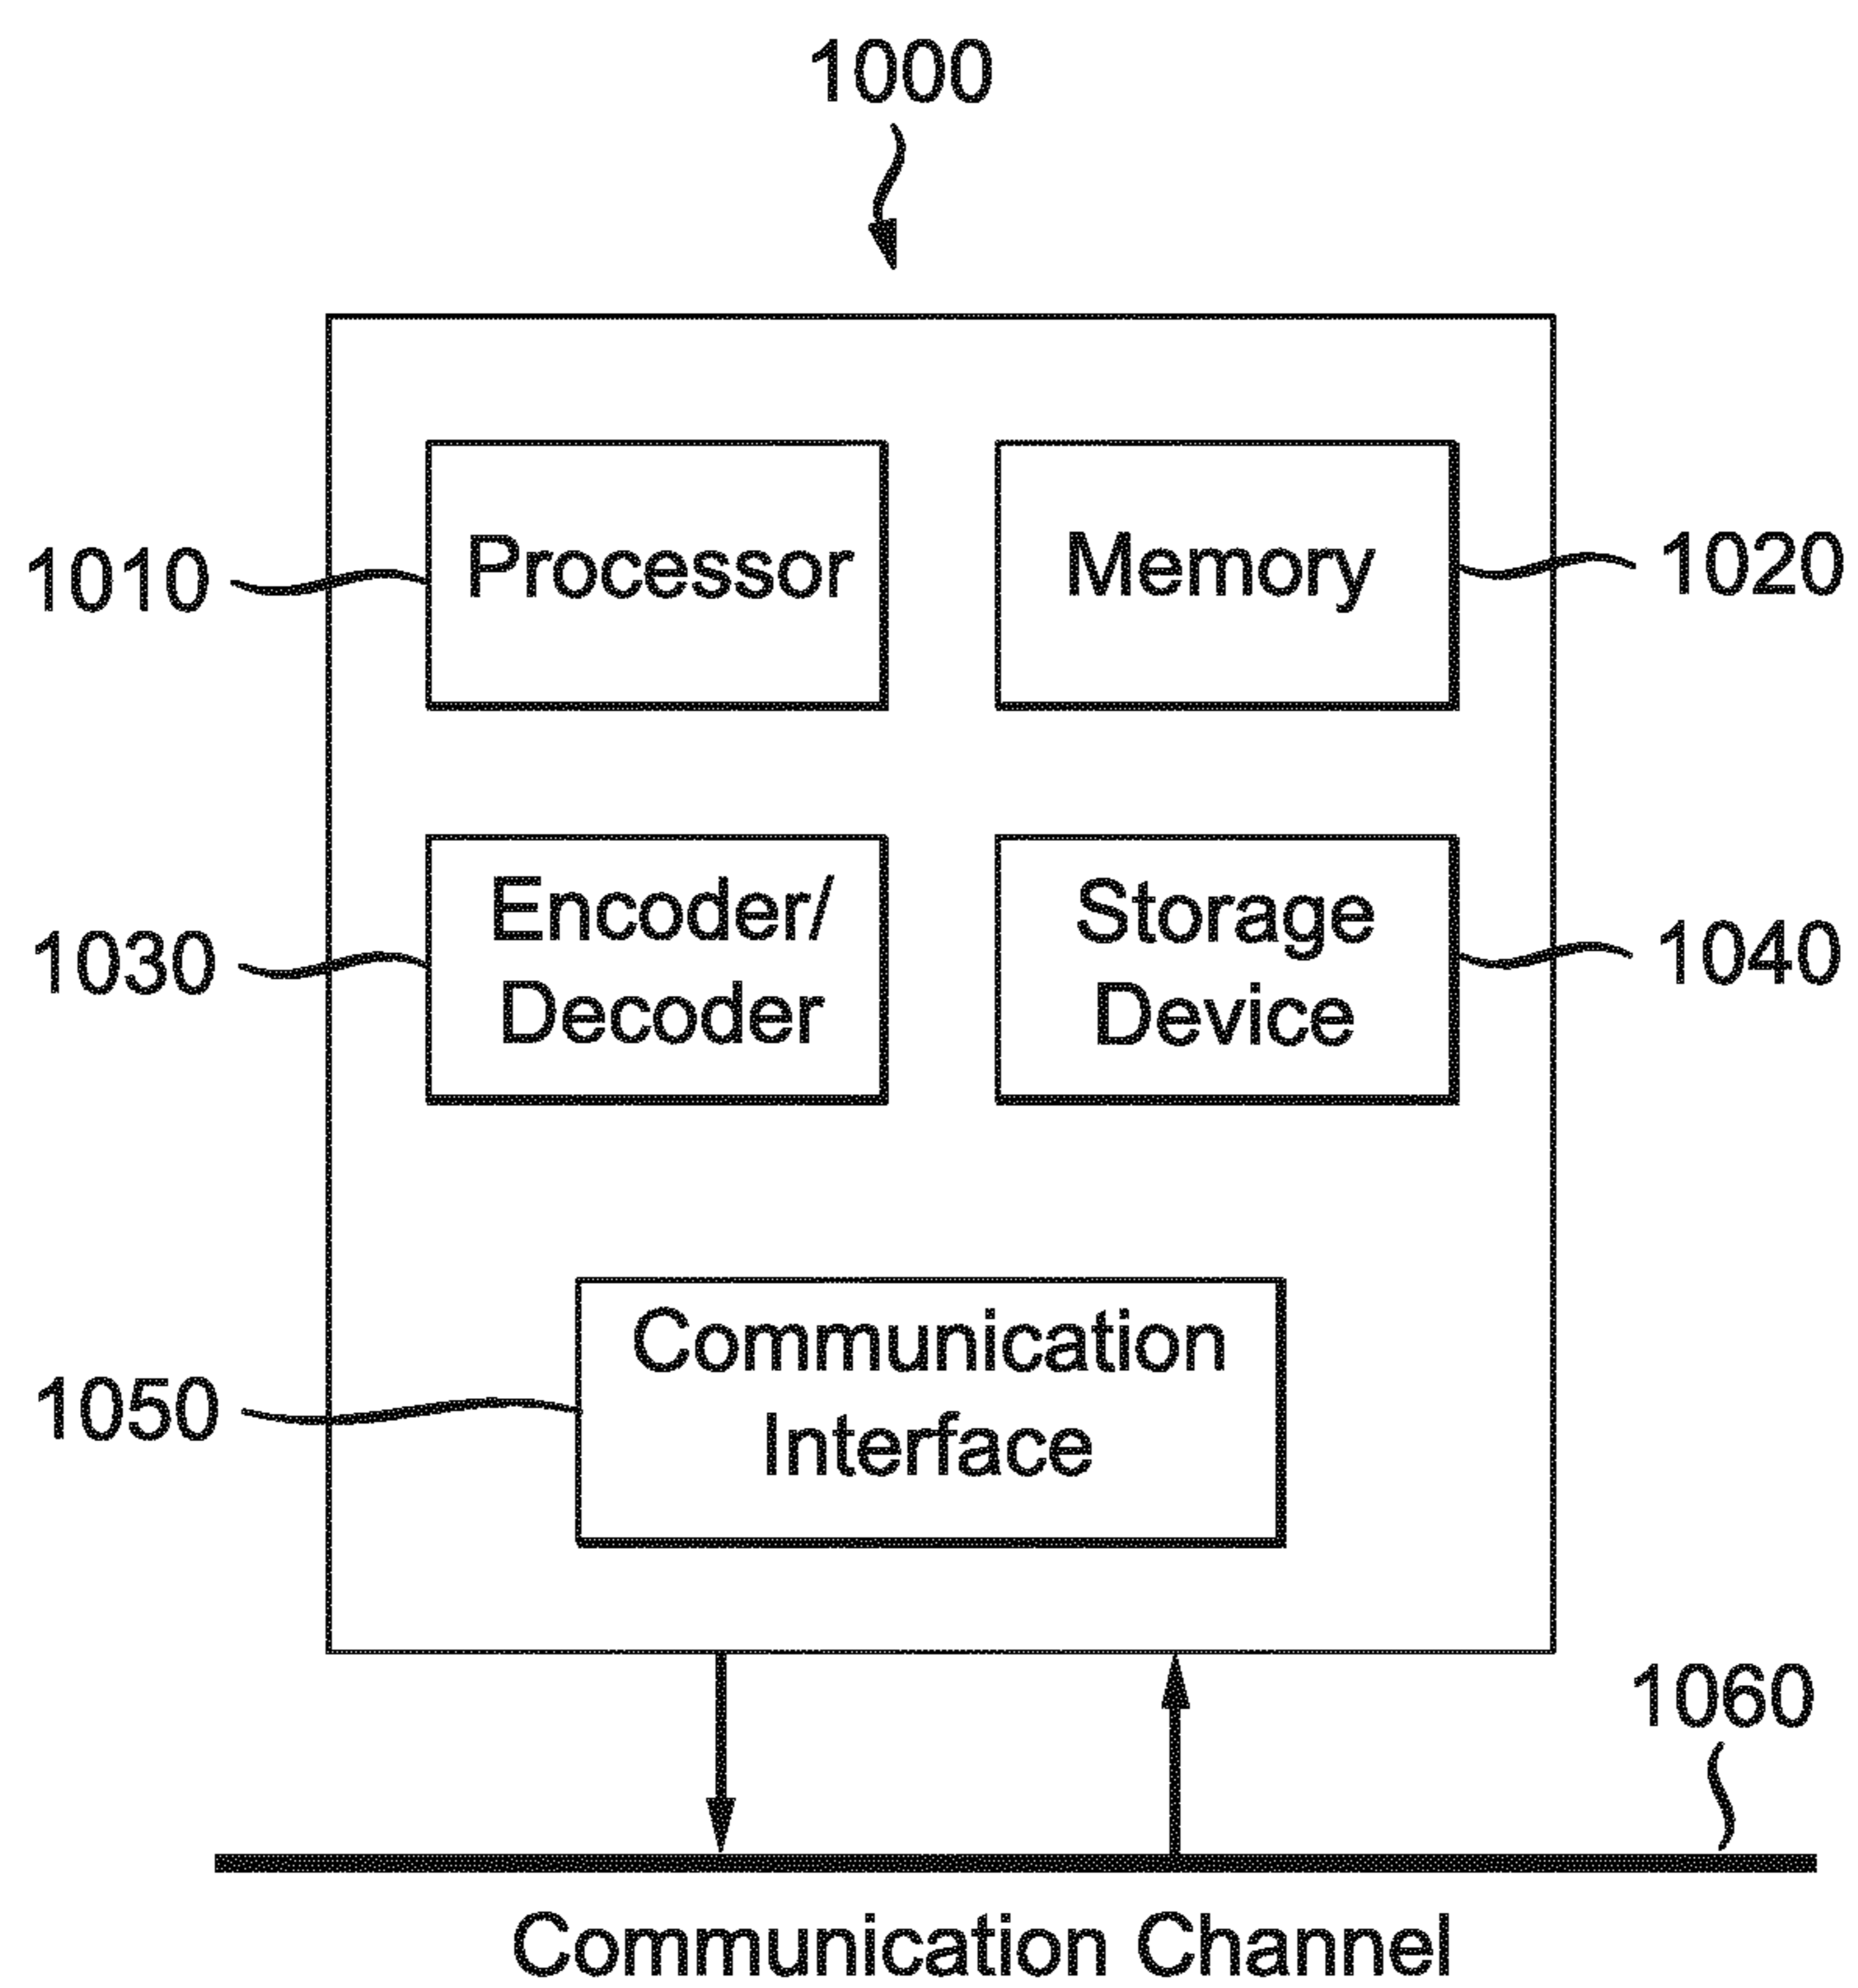 1000
1010
Processor
Memory
1020
1030
Encoder/
Decoder
Storage
Device
1040
1050
Communication
Interface
1060
Communication Channel